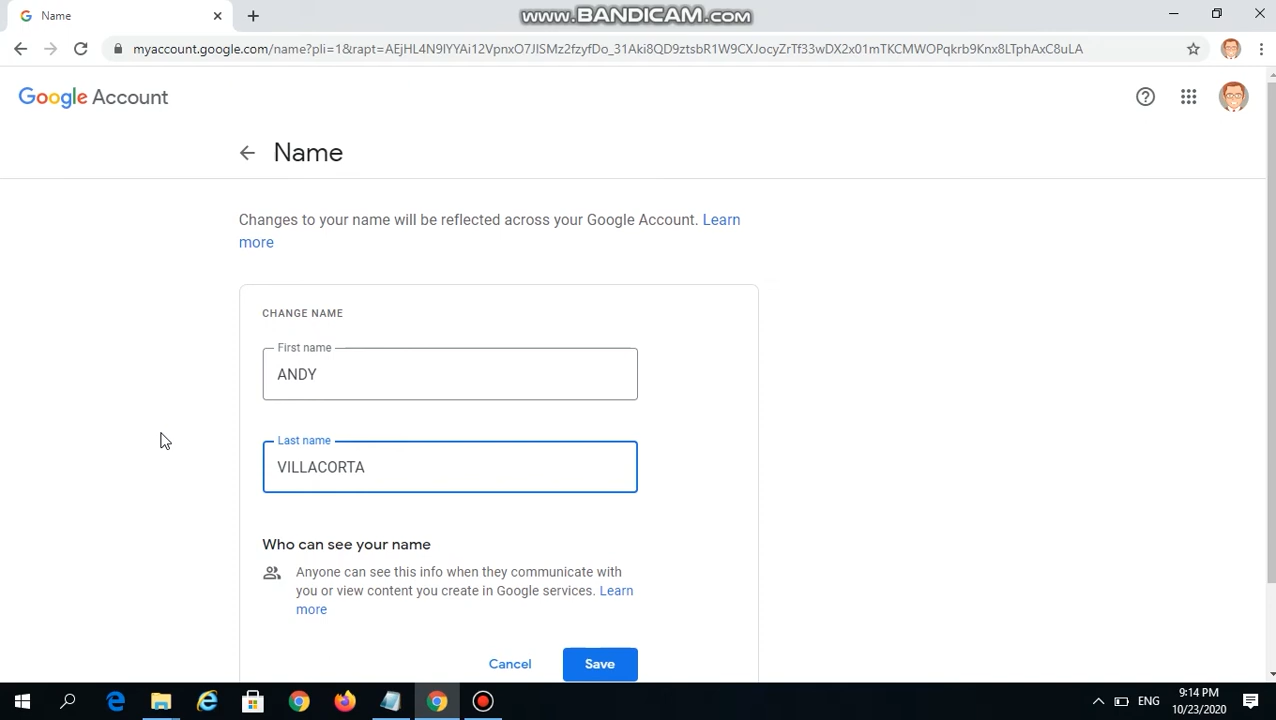 Name
www.BANDICAM.com
myaccount.google.com/name?pli=1&rapt=AEjHL4N9IYYAi12VpnxO7JISMz2fzyfDo_31Aki8QD9ztsbR1W9CXJocyZrTf33wDX2x01mTKCMWOPqkrb9Knx8LTphAxC8uLA
Google Account
Name
Changes to your name will be reflected across your Google Account. Learn
more
CHANGE NAME
First name
ANDY
Last name
VILLACORTA
Who can see your name
Anyone can see this info when they communicate with
you or view content you create in Google services. Learn
more
Cancel
Save
ENG
9:14 PM
10/23/2020